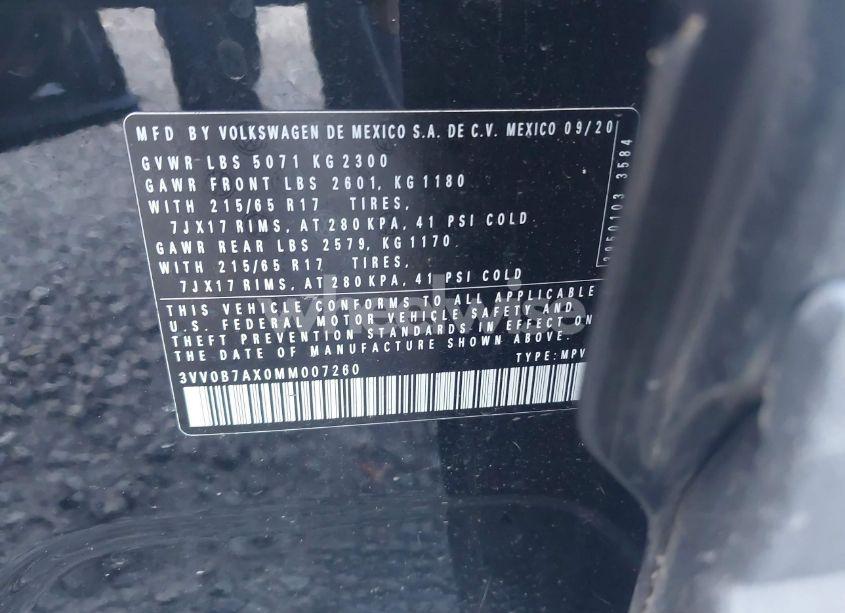 MFD BY VOLKSWAGEN DE MEXICO S.A. DE C.V. MEXICO 09/20
GVWR LBS 5071 KG 2300
GAWR FRONT LBS 2601, KG 1180
WITH 215/65 R17 TIRES,
7JX17 RIMS, AT 280 KPA, 41 PSI COLD
GAWR REAR LBS 2579, KG 1170
WITH 215/65 R17 TIRES,
7JX17 RIMS, AT 280 KPA, 41 PSI COLD
THIS VEHICLE CONFORMS TO ALL APPLICABLE
U.S. FEDERAL MOTOR VEHICLE SAFETY AND
THEFT PREVENTION STANDARDS IN EFFECT ON
THE DATE OF MANUFACTURE SHOWN ABOVE.
TYPE: MPV
3VV0B7AX0MM007260
3584
wheelwise